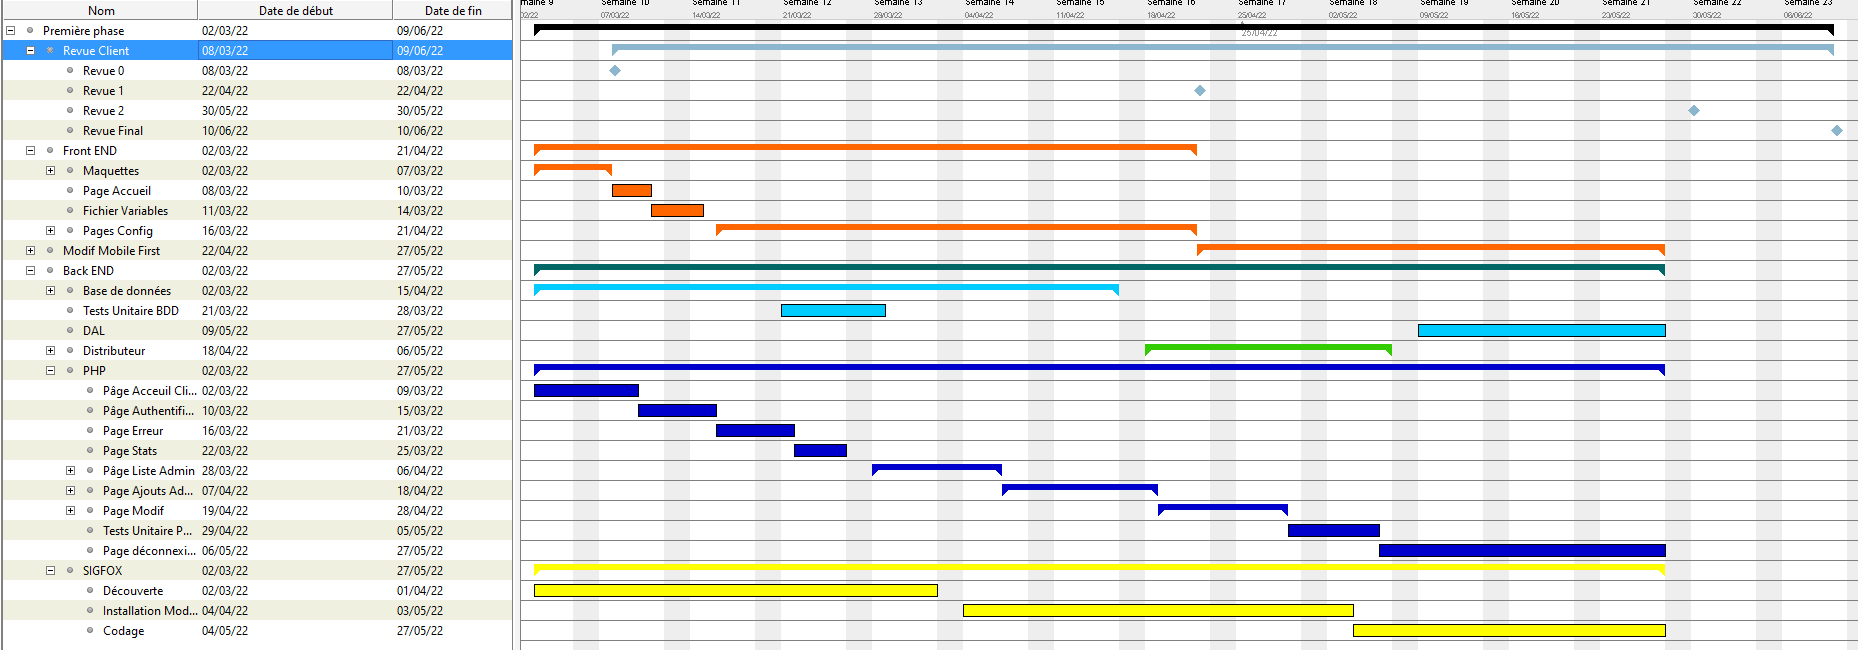 Nom Date de début Date de fin
maine 9 Semaine 10 Semaine 11 Semaine 12 Semaine 13 Semaine 14 Semaine 15 Semaine 16 Semaine 17 Semaine 18 Semaine 19 Semaine 20 Semaine 21 Semaine 22 Semaine 23
02/22 07/03/22 14/03/22 21/03/22 28/03/22 04/04/22 11/04/22 18/04/22 25/04/22 02/05/22 09/05/22 16/05/22 23/05/22 30/05/22 06/06/22
25/04/22
Première phase 02/03/22 09/06/22
Revue Client 08/03/22 09/06/22
Revue 0 08/03/22 08/03/22
Revue 1 22/04/22 22/04/22
Revue 2 30/05/22 30/05/22
Revue Final 10/06/22 10/06/22
Front END 02/03/22 21/04/22
Maquettes 02/03/22 07/03/22
Page Accueil 08/03/22 10/03/22
Fichier Variables 11/03/22 14/03/22
Pages Config 16/03/22 21/04/22
Modif Mobile First 22/04/22 27/05/22
Back END 02/03/22 27/05/22
Base de données 02/03/22 15/04/22
Tests Unitaire BDD 21/03/22 28/03/22
DAL 09/05/22 27/05/22
Distributeur 18/04/22 06/05/22
PHP 02/03/22 27/05/22
Pâge Acceuil Cli... 02/03/22 09/03/22
Pâge Authentifi... 10/03/22 15/03/22
Page Erreur 16/03/22 21/03/22
Page Stats 22/03/22 25/03/22
Pâge Liste Admin 28/03/22 06/04/22
Page Ajouts Ad... 07/04/22 18/04/22
Page Modif 19/04/22 28/04/22
Tests Unitaire P... 29/04/22 05/05/22
Page déconnexi... 06/05/22 27/05/22
SIGFOX 02/03/22 27/05/22
Découverte 02/03/22 01/04/22
Installation Mod... 04/04/22 03/05/22
Codage 04/05/22 27/05/22